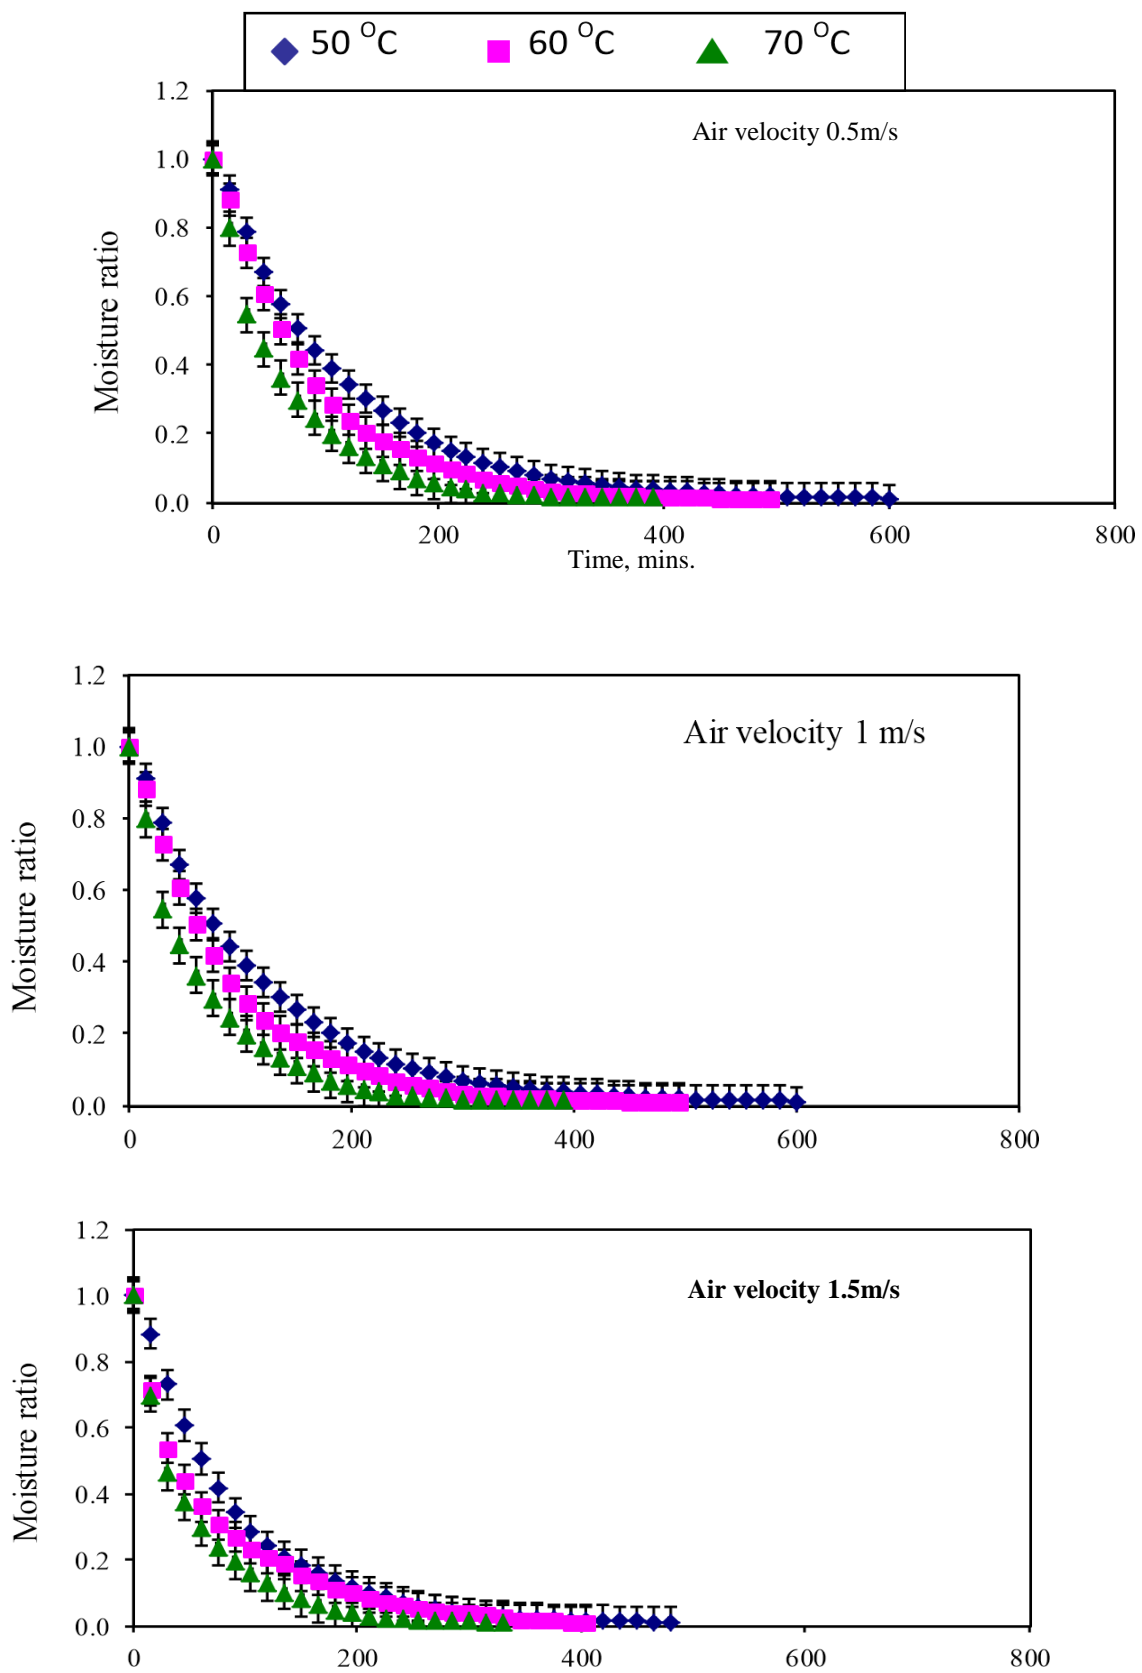 50 °C 60 °C 70 °C
1.2
Air velocity 0.5m/s
1.0
0.8
Moisture ratio
0.6
0.4
0.2
0.0
0 200 400 600 800
Time, mins.
1.2
Air velocity 1 m/s
1.0
0.8
Moisture ratio
0.6
0.4
0.2
0.0
0 200 400 600 800
1.2
Air velocity 1.5m/s
1.0
0.8
Moisture ratio
0.6
0.4
0.2
0.0
0 200 400 600 800